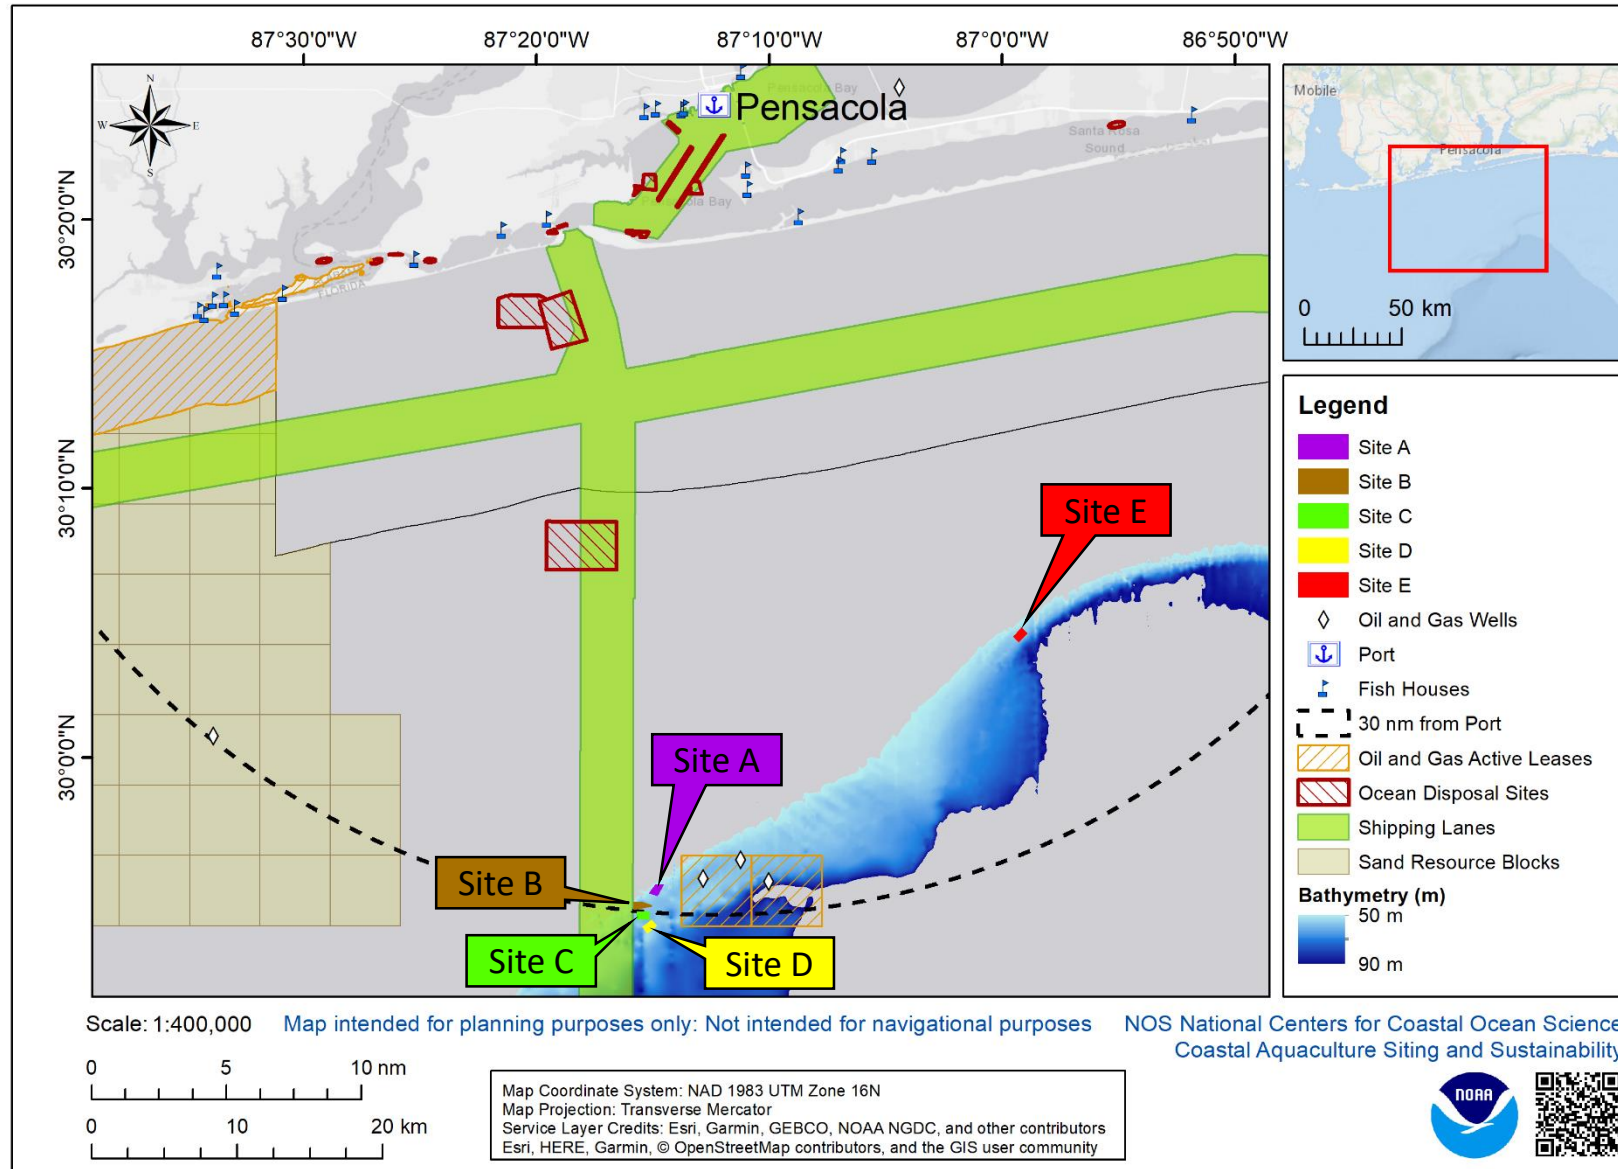 87°30'0"W 87°20'0"W 87°10'0"W 87°0'0"W 86°50'0"W
N
W E
S
30°20'0"N
30°10'0"N
30°0'0"N
Pensacola Bay
Pensacola
Santa Rosa
Sound
Pensacola Bay
FLORIDA
Site E
Site A
Site B
Site C
Site D
Mobile
Pensacola
0 50 km
Legend
Site A
Site B
Site C
Site D
Site E
Oil and Gas Wells
Port
Fish Houses
30 nm from Port
Oil and Gas Active Leases
Ocean Disposal Sites
Shipping Lanes
Sand Resource Blocks
Bathymetry (m)
50 m
90 m
Scale: 1:400,000
Map intended for planning purposes only: Not intended for navigational purposes
NOS National Centers for Coastal Ocean Science
Coastal Aquaculture Siting and Sustainability
0 5 10 nm
0 10 20 km
Map Coordinate System: NAD 1983 UTM Zone 16N
Map Projection: Transverse Mercator
Service Layer Credits: Esri, Garmin, GEBCO, NOAA NGDC, and other contributors
Esri, HERE, Garmin, © OpenStreetMap contributors, and the GIS user community
NOAA